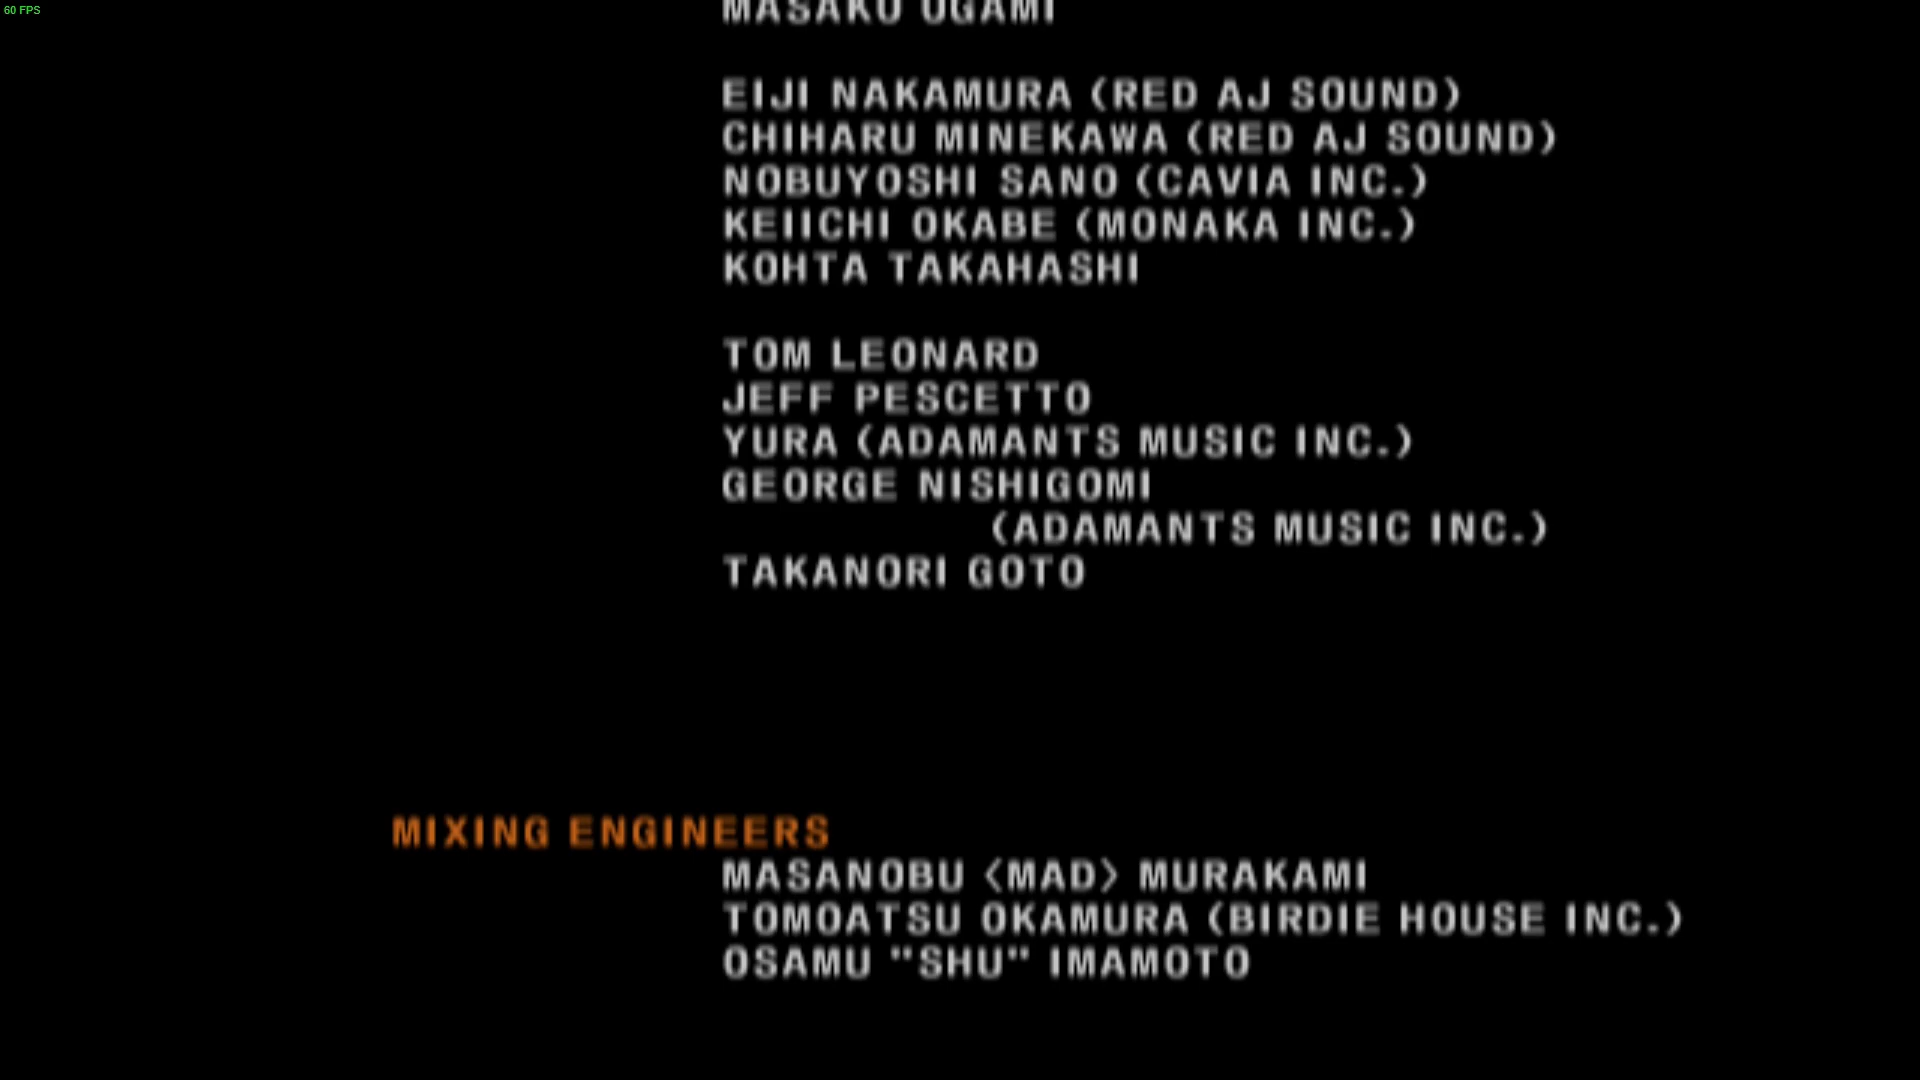 60 FPS
MASAKO OGAMI
EIJI NAKAMURA (RED AJ SOUND)
CHIHARU MINEKAWA (RED AJ SOUND)
NOBUYOSHI SANO (CAVIA INC.)
KEIICHI OKABE (MONAKA INC.)
KOHTA TAKAHASHI
TOM LEONARD
JEFF PESCETTO
YURA (ADAMANTS MUSIC INC.)
GEORGE NISHIGOMI
(ADAMANTS MUSIC INC.)
TAKANORI GOTO
MIXING ENGINEERS
MASANOBU <MAD> MURAKAMI
TOMOATSU OKAMURA (BIRDIE HOUSE INC.)
OSAMU "SHU" IMAMOTO